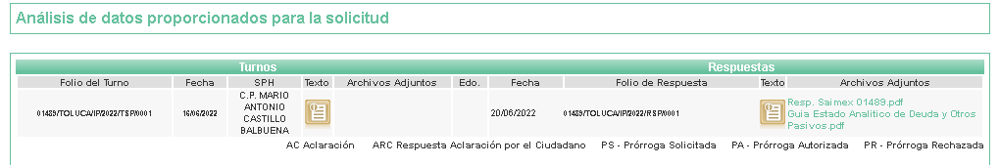 Análisis de datos proporcionados para la solicitud
Turnos Respuestas
Folio del Turno Fecha SPH Texto Archivos Adjuntos Edo. Fecha Folio de Respuesta Texto Archivos Adjuntos
01489/TOLUCA/IP/2022/TSP/0001 16/06/2022 C.P. MARIO ANTONIO CASTILLO BALBUENA 20/06/2022 01489/TOLUCA/IP/2022/RSP/0001 Resp. Saimex 01489.pdf
Guia Estado Analitico de Deuda y Otros
Pasivos.pdf
AC Aclaración ARC Respuesta Aclaración por el Ciudadano PS - Prórroga Solicitada PA - Prórroga Autorizada PR - Prórroga Rechazada